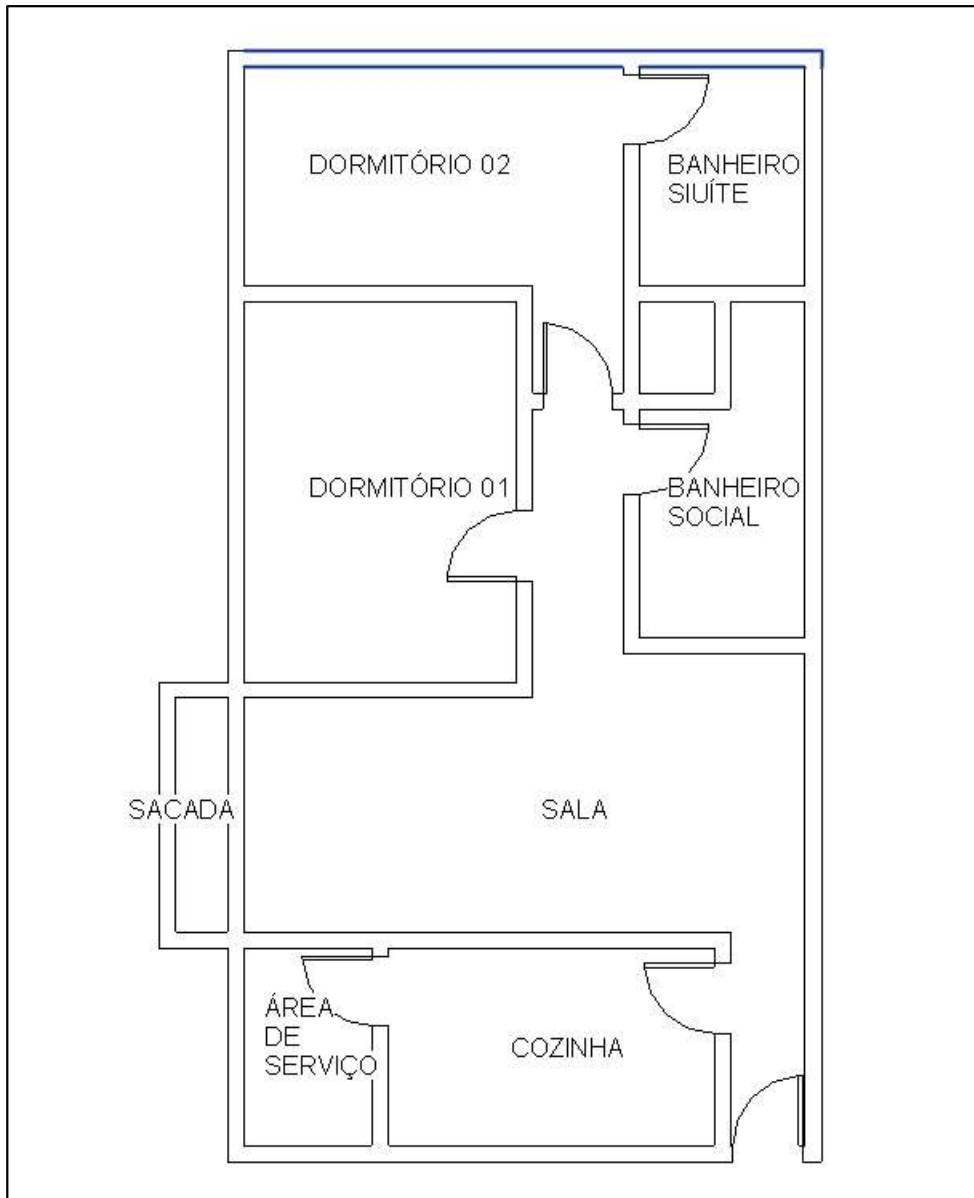 DORMITÓRIO 02
BANHEIRO
SIUÍTE
DORMITÓRIO 01
BANHEIRO
SOCIAL
SACADA
SALA
ÁREA
DE
SERVIÇO
COZINHA